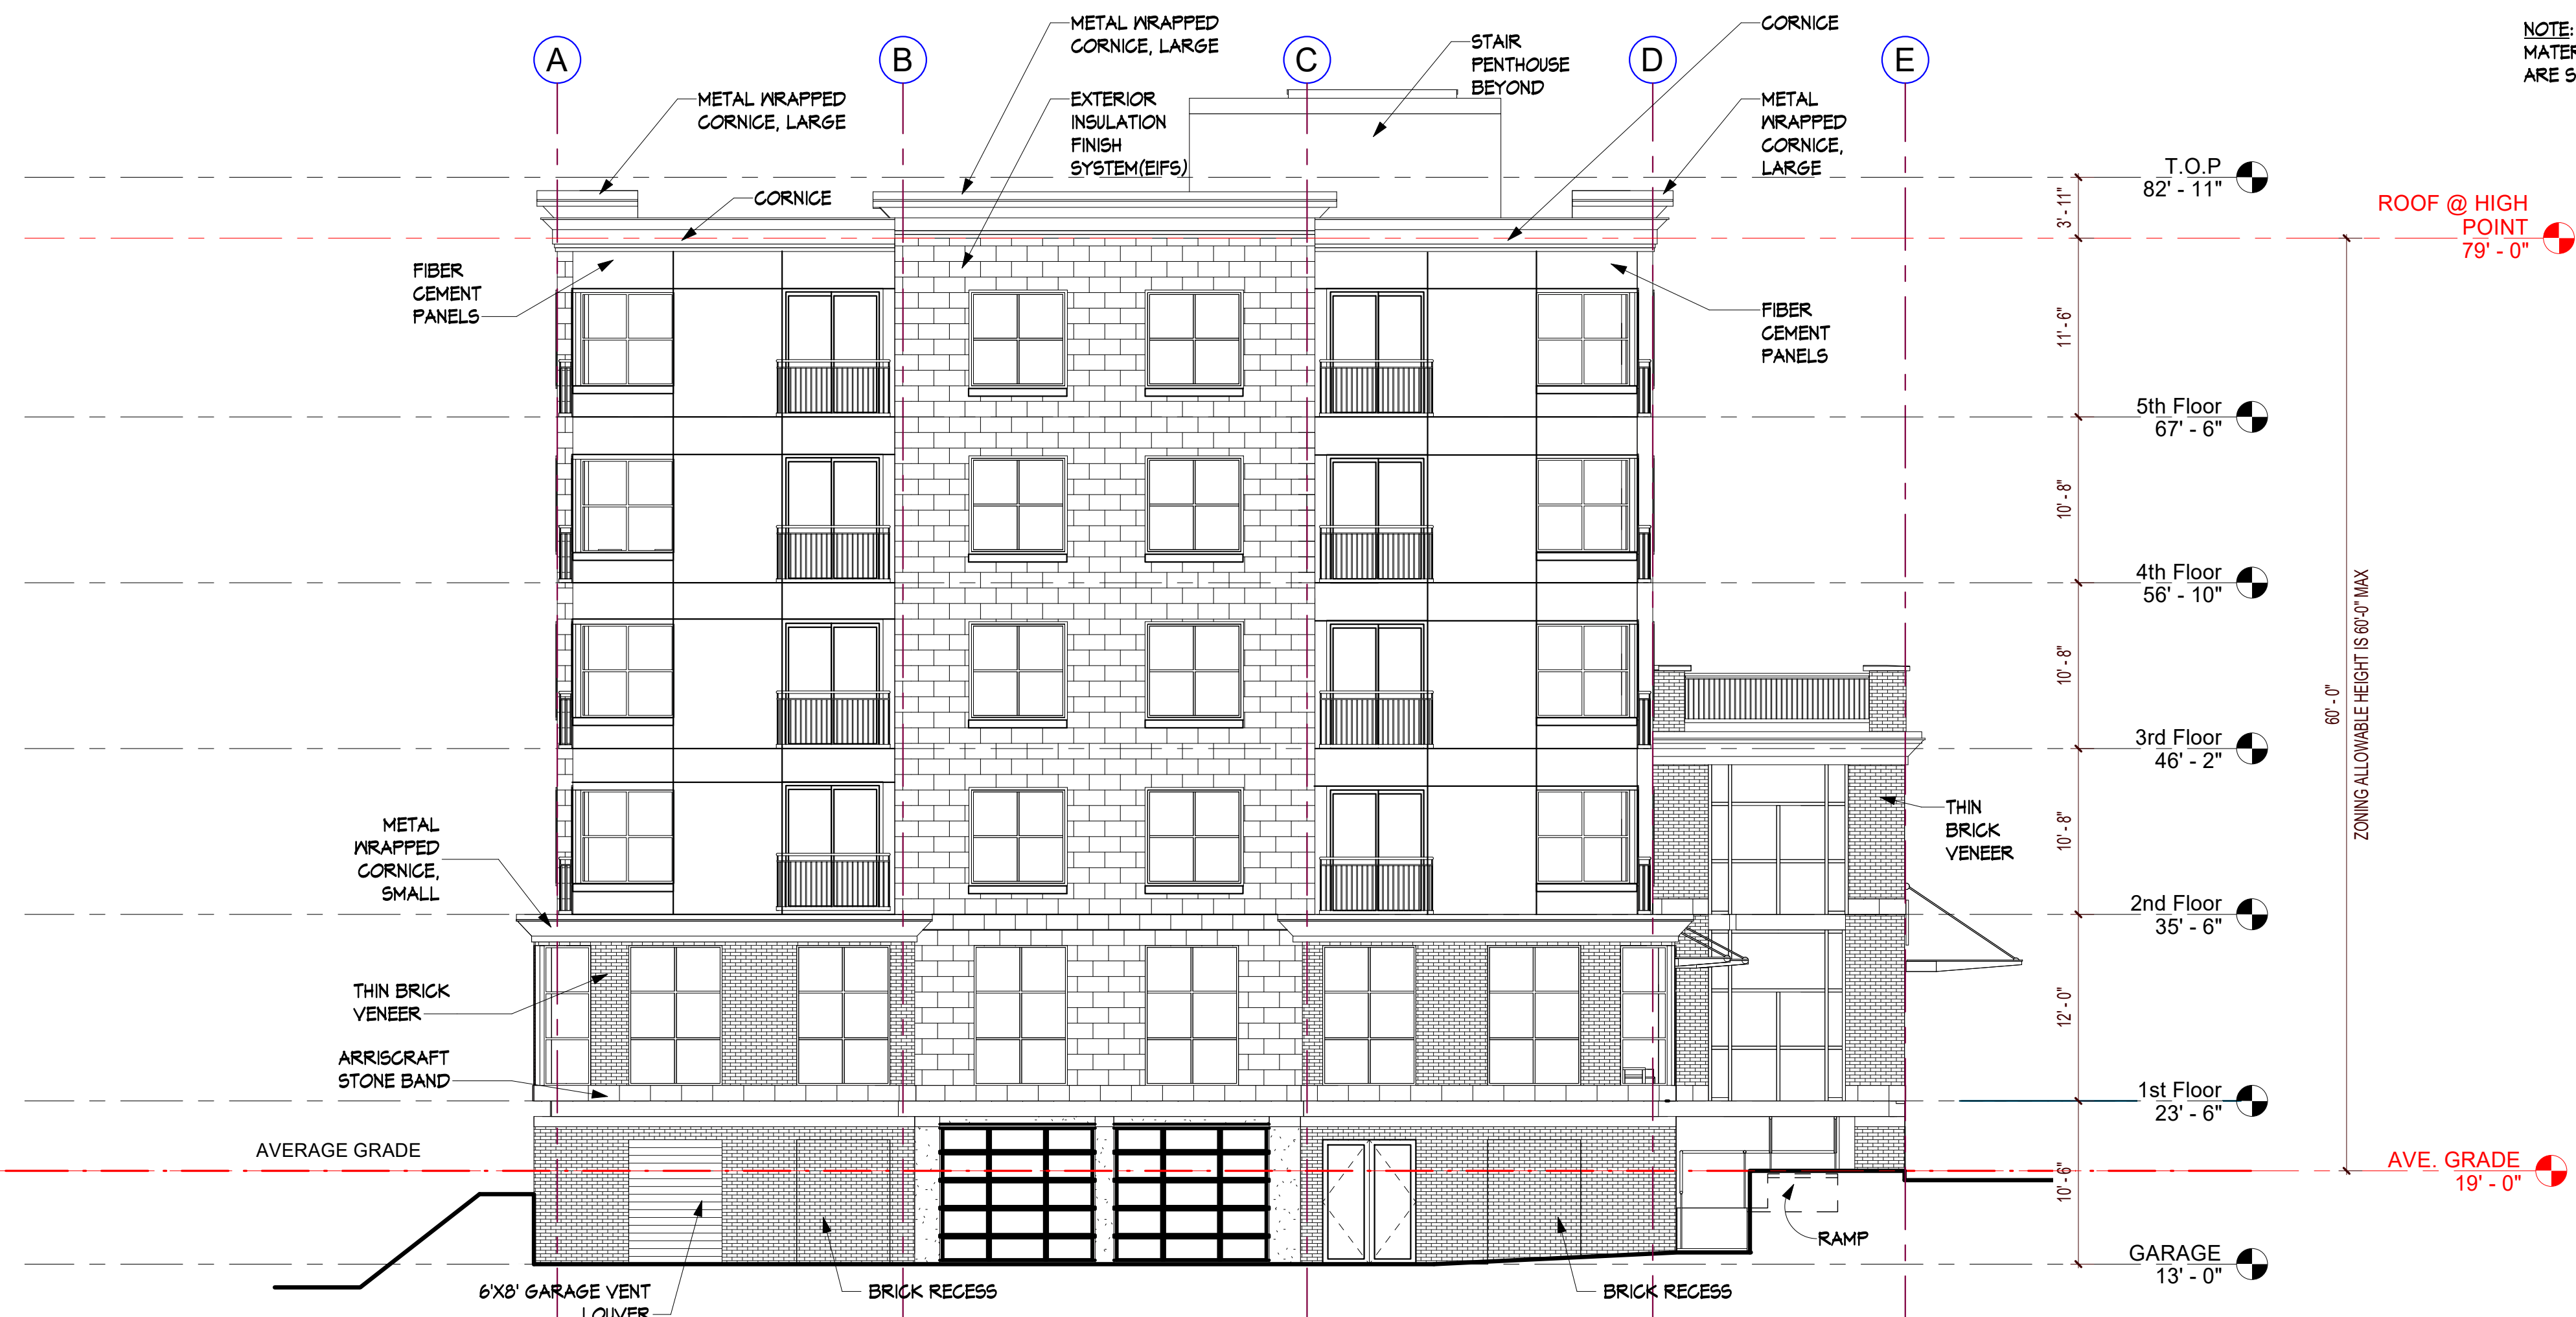 A
B
C
D
E
METAL WRAPPED
CORNICE, LARGE
STAIR
PENTHOUSE
BEYOND
CORNICE
NOTE:
MATER
ARE S
METAL WRAPPED
CORNICE, LARGE
EXTERIOR
INSULATION
FINISH
SYSTEM(EIFS)
METAL
WRAPPED
CORNICE,
LARGE
CORNICE
T.O.P
82' - 11"
3' - 11"
ROOF @ HIGH
POINT
79' - 0"
FIBER
CEMENT
PANELS
FIBER
CEMENT
PANELS
11' - 6"
5th Floor
67' - 6"
10' - 8"
4th Floor
56' - 10"
10' - 8"
60' - 0"
ZONING ALLOWABLE HEIGHT IS 60'-0" MAX
3rd Floor
46' - 2"
METAL
WRAPPED
CORNICE,
SMALL
THIN
BRICK
VENEER
10' - 8"
2nd Floor
35' - 6"
THIN BRICK
VENEER
12' - 0"
ARRISCRAFT
STONE BAND
1st Floor
23' - 6"
AVERAGE GRADE
AVE. GRADE
19' - 0"
10' - 6"
RAMP
GARAGE
13' - 0"
6'X8' GARAGE VENT
LOUVER
BRICK RECESS
BRICK RECESS